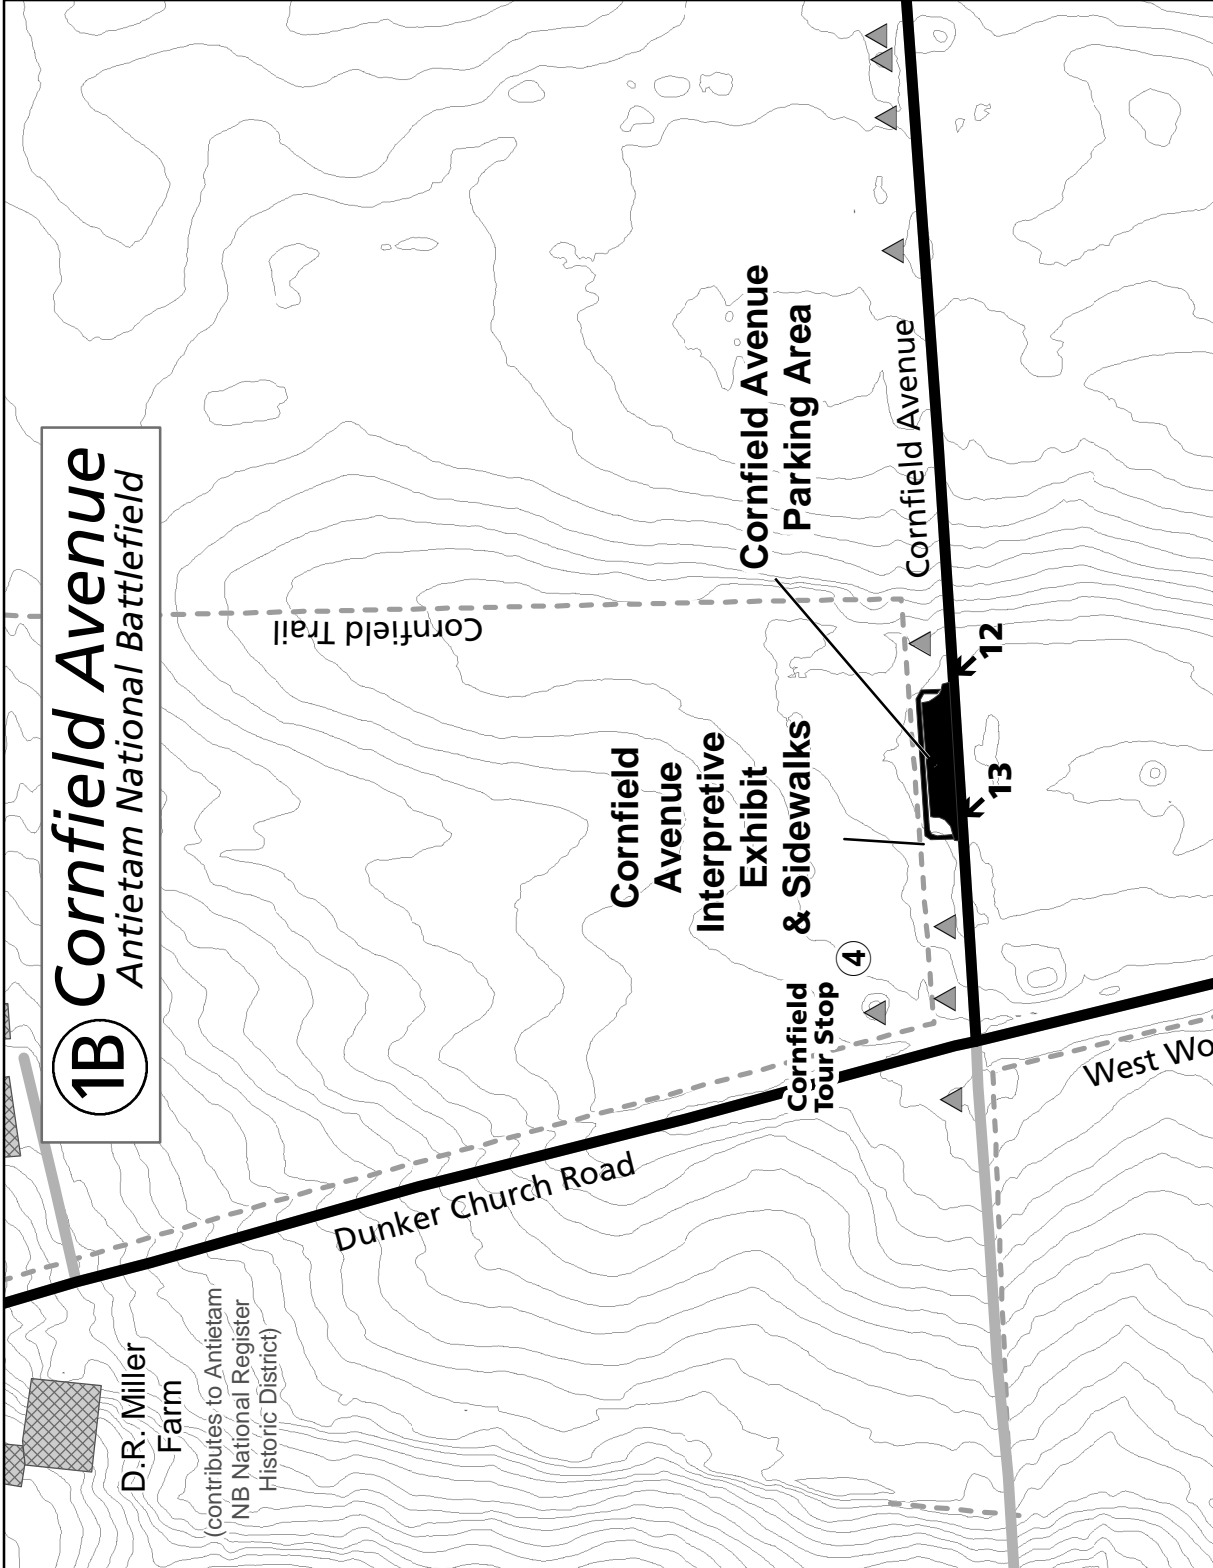 1B Cornfield Avenue
Antietam National Battlefield
D.R. Miller
Farm
(contributes to Antietam
NB National Register
Historic District)
Cornfield Trail
Dunker Church Road
Cornfield
Avenue
Interpretive
Exhibit
& Sidewalks
Cornfield Avenue
Parking Area
Cornfield
Tour Stop
4
Cornfield Avenue
12
13
West Wo